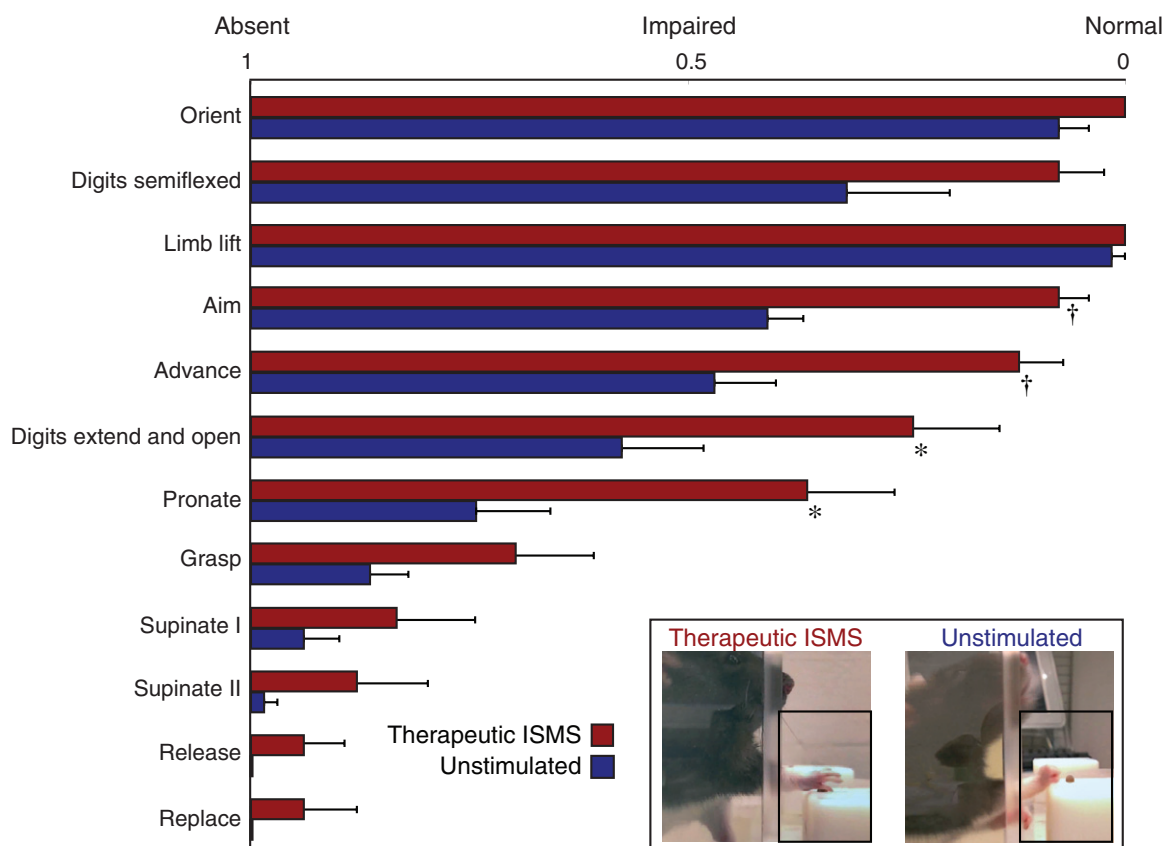 Absent Impaired Normal
1 0.5 0
Orient
Digits semiflexed
Limb lift
Aim
†
Advance
†
Digits extend and open
*
Pronate
*
Grasp
Supinate I
Supinate II
Release
Replace
Therapeutic ISMS
Unstimulated
Therapeutic ISMS Unstimulated